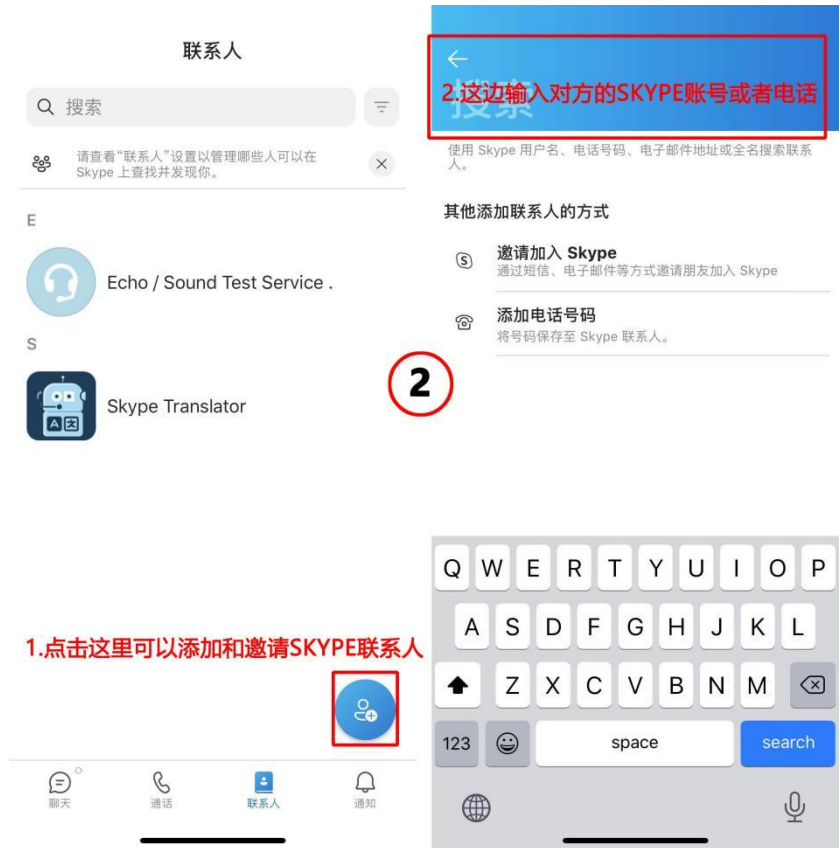 联系人
搜索
请查看“联系人”设置以管理哪些人可以在
Skype 上查找并发现你。
E
Echo / Sound Test Service .
S
Skype Translator
1.点击这里可以添加和邀请SKYPE联系人
聊天
通话
联系人
通知
2
搜索
2.这边输入对方的SKYPE账号或者电话
使用 Skype 用户名、电话号码、电子邮件地址或全名搜索联系
人。
其他添加联系人的方式
邀请加入 Skype
通过短信、电子邮件等方式邀请朋友加入 Skype
添加电话号码
将号码保存至 Skype 联系人。
Q W E R T Y U I O P
A S D F G H J K L
Z X C V B N M
123 space search